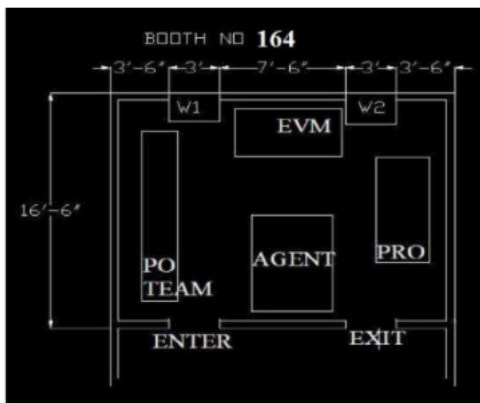 BOOTH NO 164
3'-6" 3' 7'-6" 3' 3'-6"
W1 EVM W2
16'-6"
PO TEAM
AGENT
PRO
ENTER EXIT